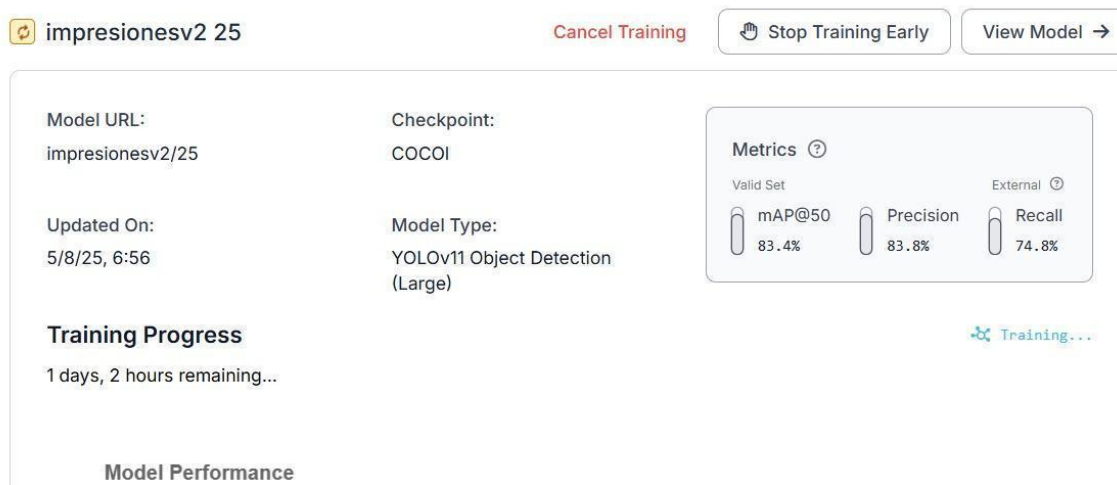 impresionesv2 25
Cancel Training
Stop Training Early
View Model →
Model URL:
impresionesv2/25
Checkpoint:
COCOl
Updated On:
5/8/25, 6:56
Model Type:
YOLOv11 Object Detection
(Large)
Metrics
Valid Set
External
mAP@50
83.4%
Precision
83.8%
Recall
74.8%
Training Progress
Training...
1 days, 2 hours remaining...
Model Performance